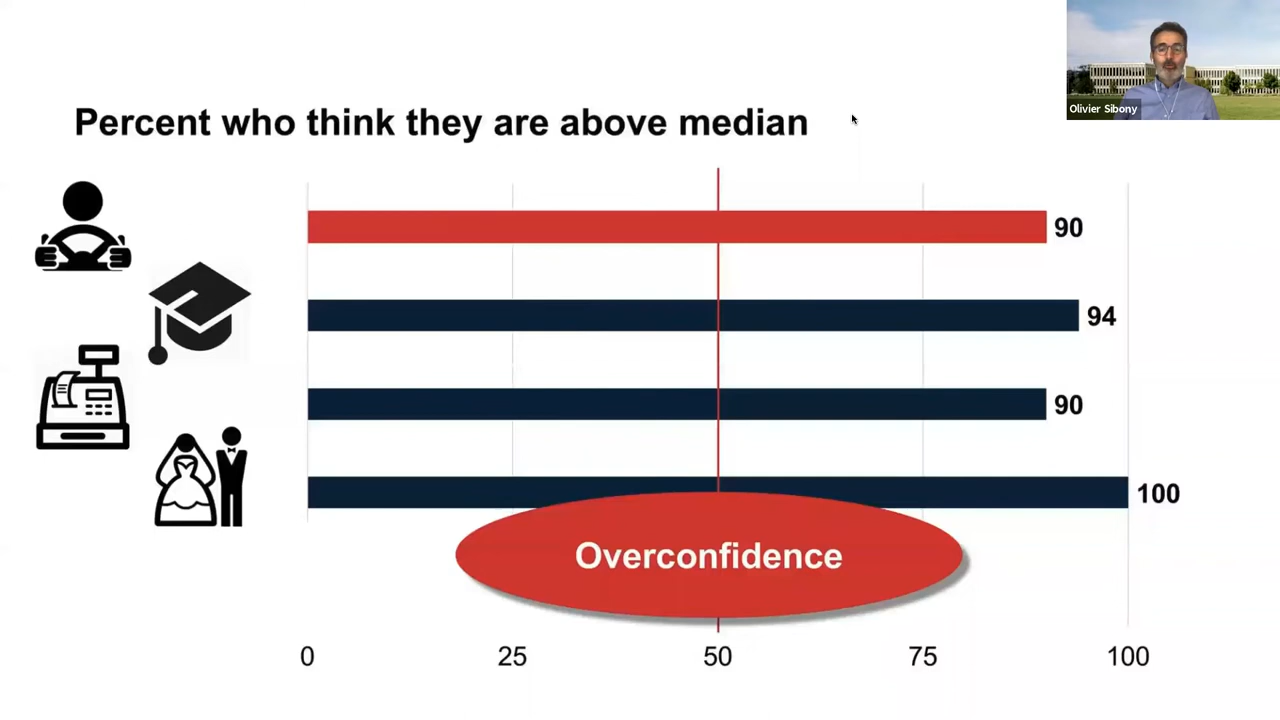 Olivier Sibony
Percent who think they are above median
90
94
90
100
Overconfidence
0 25 50 75 100